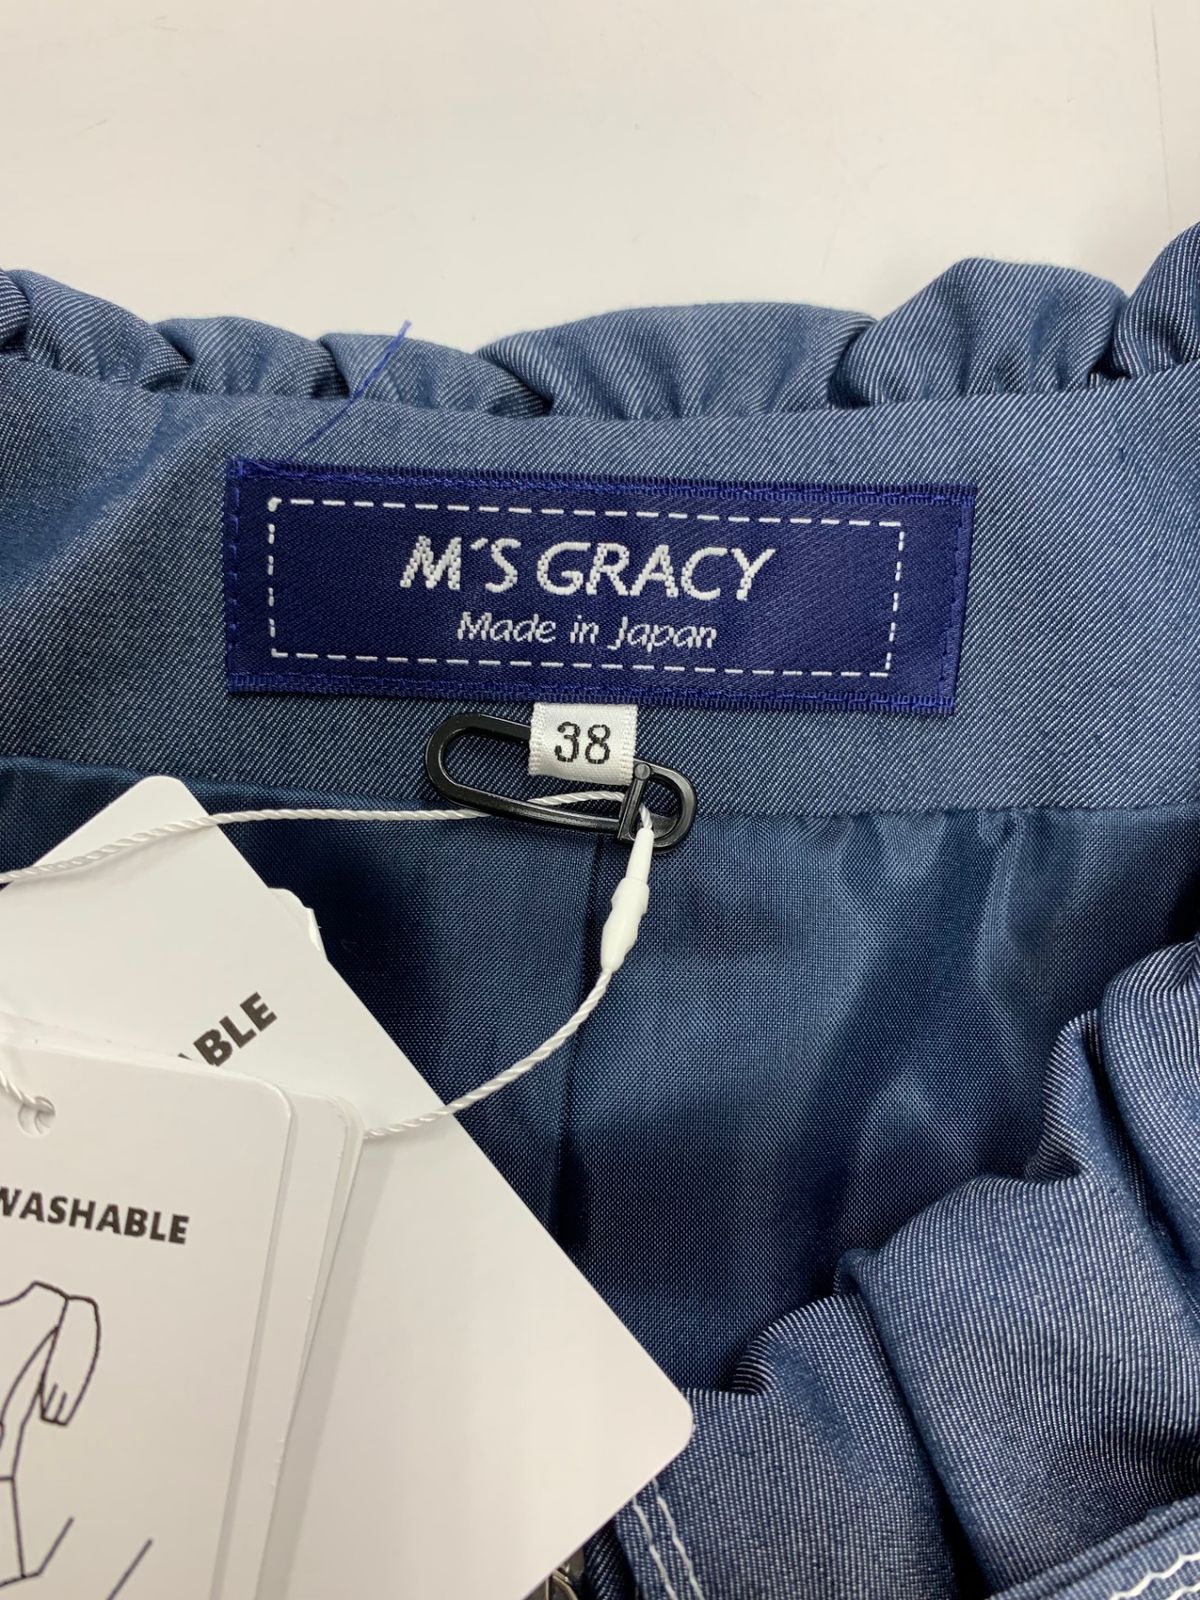 M'S GRACY
Made in Japan
38
ABLE
WASHABLE